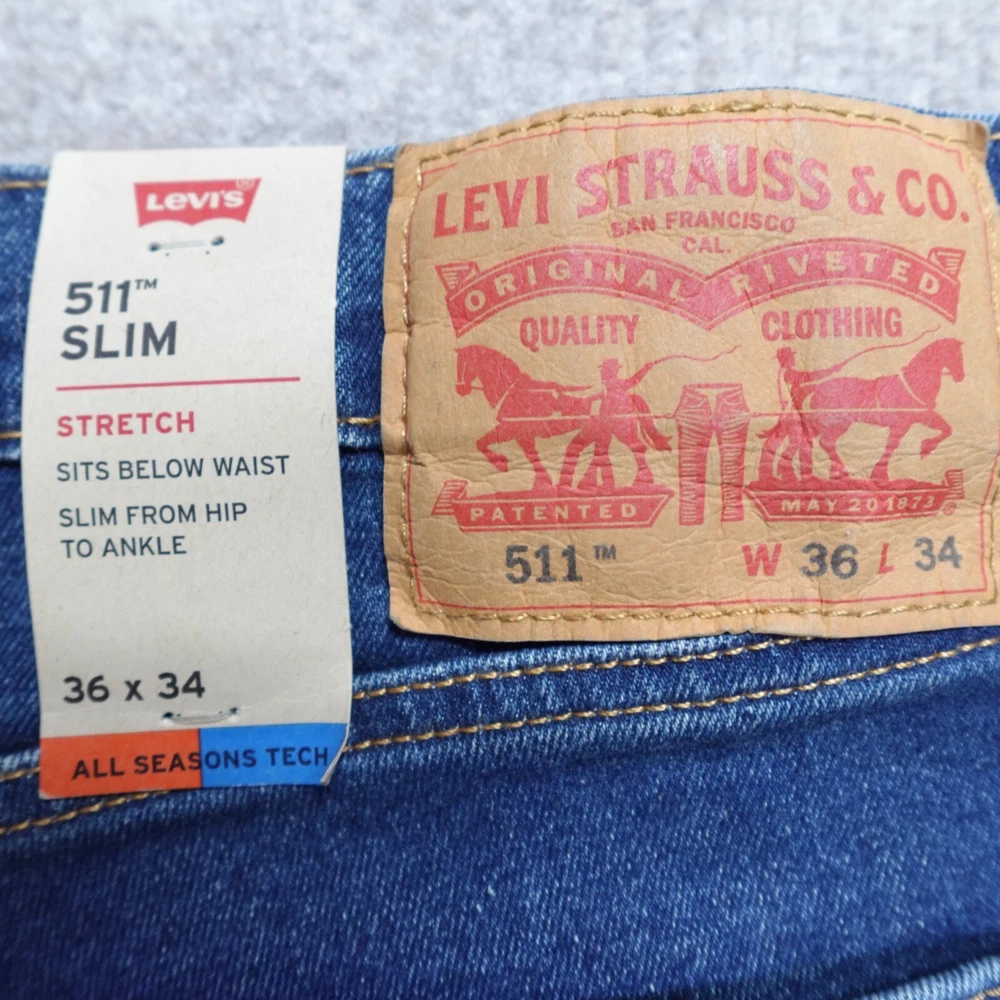 LEVI'S®
511™
SLIM
STRETCH
SITS BELOW WAIST
SLIM FROM HIP
TO ANKLE
36 x 34
ALL SEASONS TECH
LEVI STRAUSS & CO.
SAN FRANCISCO
CAL.
ORIGINAL RIVETED
QUALITY CLOTHING
PATENTED MAY 20 1873 ®
511™ W 36 L 34